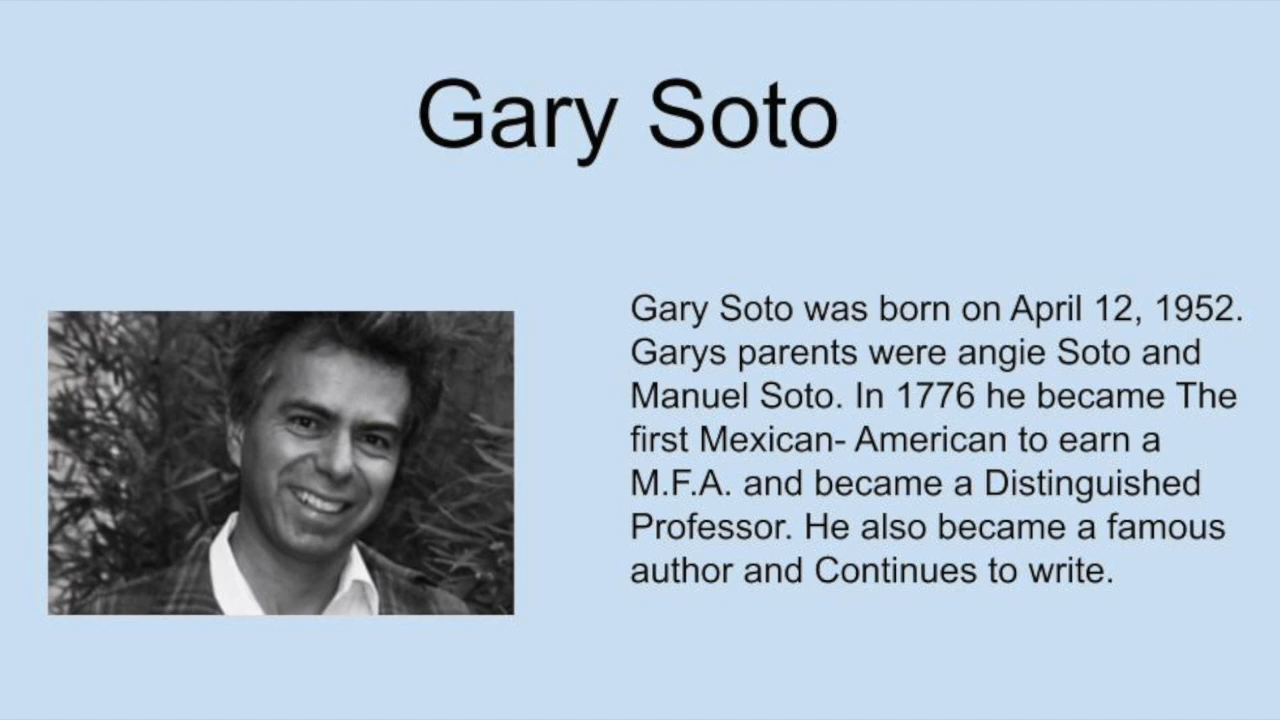 Gary Soto
Gary Soto was born on April 12, 1952.
Garys parents were angie Soto and
Manuel Soto. In 1776 he became The
first Mexican- American to earn a
M.F.A. and became a Distinguished
Professor. He also became a famous
author and Continues to write.